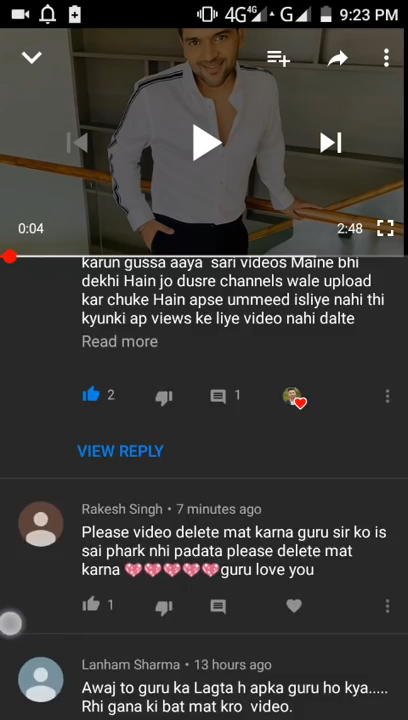 4G 4G G 9:23 PM
0:04 2:48
karun gussa aaya sari videos Maine bhi
dekhi Hain jo dusre channels wale upload
kar chuke Hain apse ummeed isliye nahi thi
kyunki ap views ke liye video nahi dalte
Read more
2 1
VIEW REPLY
Rakesh Singh • 7 minutes ago
Please video delete mat karna guru sir ko is
sai phark nhi padata please delete mat
karna 💖💖💖💖💖guru love you
1
Lanham Sharma • 13 hours ago
Awaj to guru ka Lagta h apka guru ho kya.....
Rhi gana ki bat mat kro video.